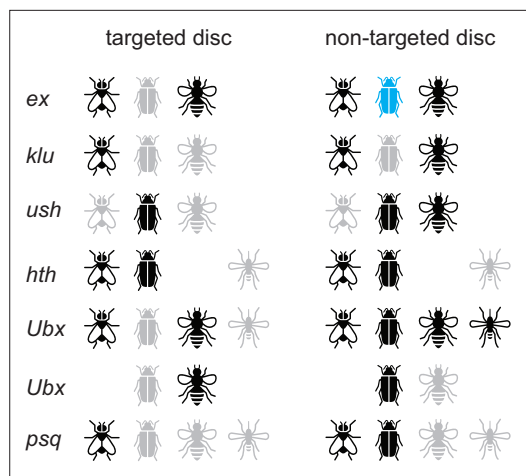 targeted disc non-targeted disc
ex
klu
ush
hth
Ubx
Ubx
psq